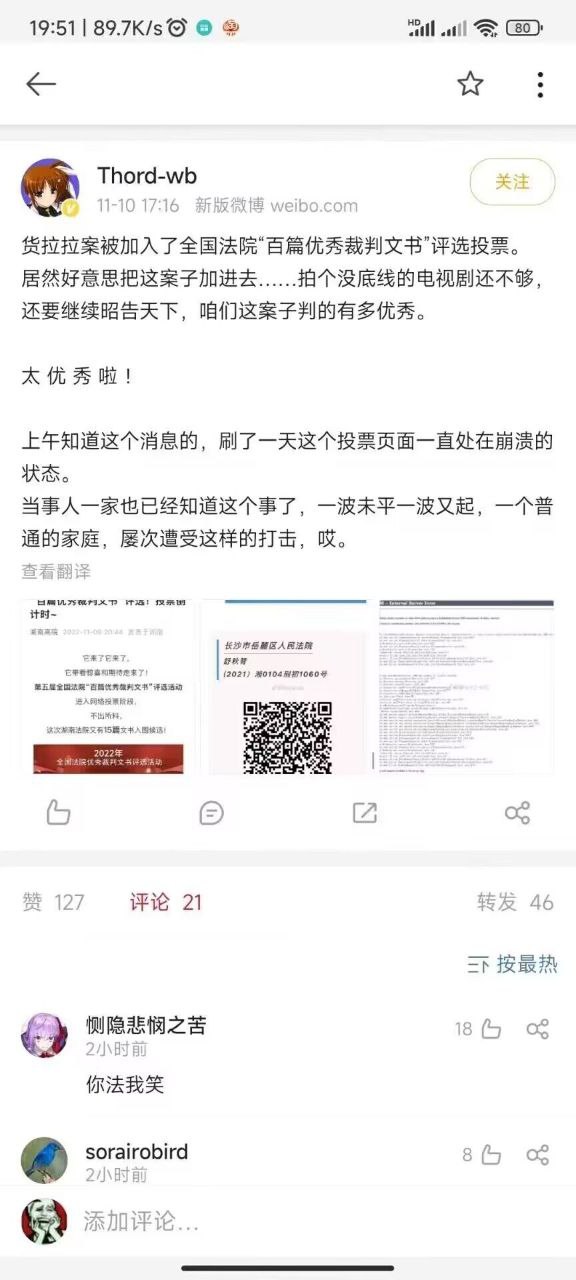 19:51 | 89.7K/s
HD
80
Thord-wb
11-10 17:16 新版微博 weibo.com
关注
货拉拉案被加入了全国法院“百篇优秀裁判文书”评选投票。
居然好意思把这案子加进去……拍个没底线的电视剧还不够，
还要继续昭告天下，咱们这案子判的有多优秀。
太 优 秀 啦！
上午知道这个消息的，刷了一天这个投票页面一直处在崩溃的
状态。
当事人一家也已经知道这个事了，一波未平一波又起，一个普
通的家庭，屡次遭受这样的打击，哎。
查看翻译
“百篇优秀裁判文书”评选！投票倒
计时~
湖南高院 2022-11-08 20:44 发表于湖南
它来了它来了，
它带着惊喜和期待走来了！
第五届全国法院“百篇优秀裁判文书”评选活动
进入网络投票阶段，
不出所料，
这次湖南法院又有15篇文书入围候选！
2022年
全国法院优秀裁判文书评选活动
长沙市岳麓区人民法院
舒秋膂
（2021）湘0104刑初1060号
Internal Server Error
赞 127
评论 21
转发 46
按最热
恻隐悲悯之苦
18
2小时前
你法我笑
sorairobird
8
2小时前
添加评论...